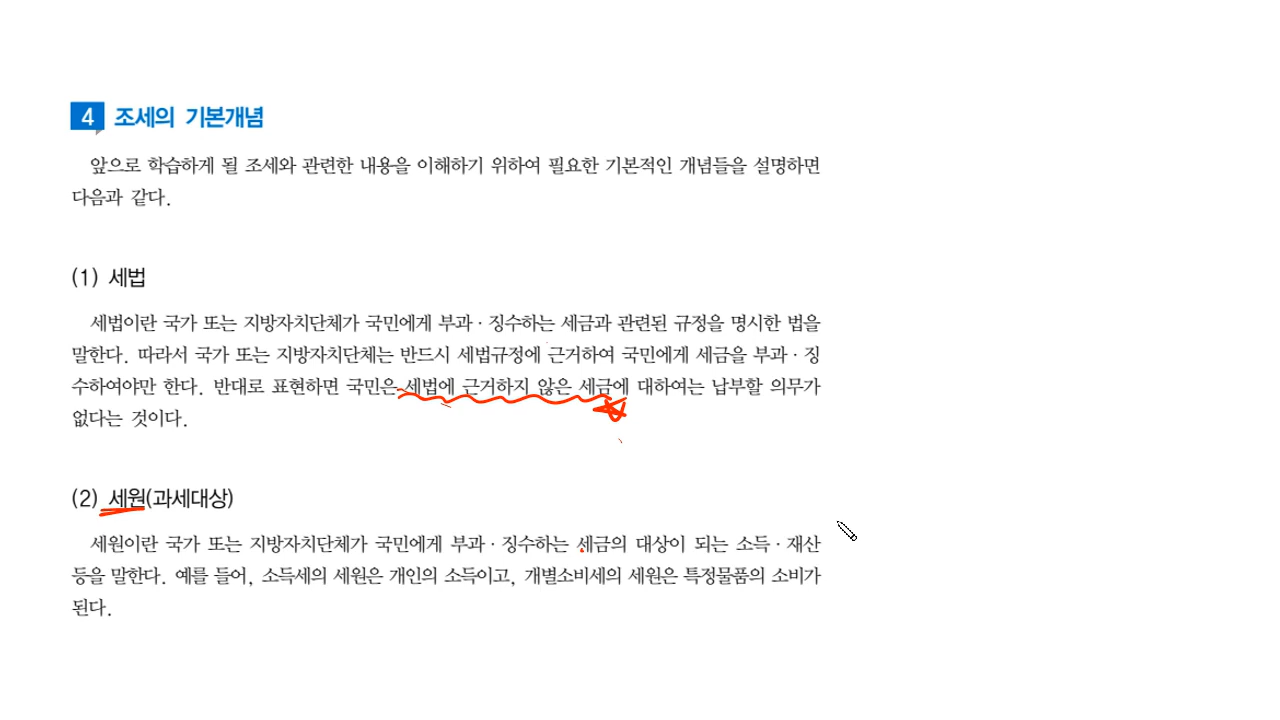 4 조세의 기본개념
앞으로 학습하게 될 조세와 관련한 내용을 이해하기 위하여 필요한 기본적인 개념들을 설명하면
다음과 같다.
(1) 세법
세법이란 국가 또는 지방자치단체가 국민에게 부과·징수하는 세금과 관련된 규정을 명시한 법을
말한다. 따라서 국가 또는 지방자치단체는 반드시 세법규정에 근거하여 국민에게 세금을 부과·징
수하여야만 한다. 반대로 표현하면 국민은 세법에 근거하지 않은 세금에 대하여는 납부할 의무가
없다는 것이다.
(2) 세원(과세대상)
세원이란 국가 또는 지방자치단체가 국민에게 부과·징수하는 세금의 대상이 되는 소득·재산
등을 말한다. 예를 들어, 소득세의 세원은 개인의 소득이고, 개별소비세의 세원은 특정물품의 소비가
된다.